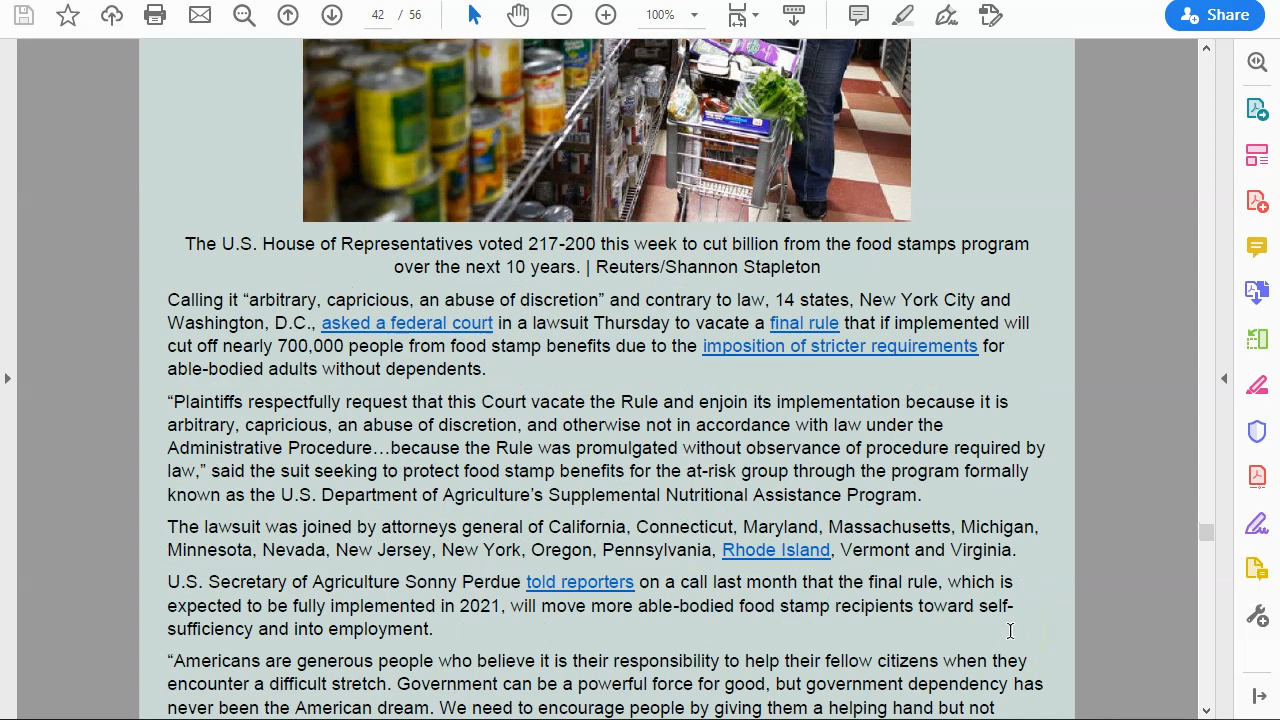 42 / 56
100%
Share
The U.S. House of Representatives voted 217-200 this week to cut billion from the food stamps program
over the next 10 years. | Reuters/Shannon Stapleton
Calling it “arbitrary, capricious, an abuse of discretion” and contrary to law, 14 states, New York City and
Washington, D.C., asked a federal court in a lawsuit Thursday to vacate a final rule that if implemented will
cut off nearly 700,000 people from food stamp benefits due to the imposition of stricter requirements for
able-bodied adults without dependents.
“Plaintiffs respectfully request that this Court vacate the Rule and enjoin its implementation because it is
arbitrary, capricious, an abuse of discretion, and otherwise not in accordance with law under the
Administrative Procedure…because the Rule was promulgated without observance of procedure required by
law,” said the suit seeking to protect food stamp benefits for the at-risk group through the program formally
known as the U.S. Department of Agriculture’s Supplemental Nutritional Assistance Program.
The lawsuit was joined by attorneys general of California, Connecticut, Maryland, Massachusetts, Michigan,
Minnesota, Nevada, New Jersey, New York, Oregon, Pennsylvania, Rhode Island, Vermont and Virginia.
U.S. Secretary of Agriculture Sonny Perdue told reporters on a call last month that the final rule, which is
expected to be fully implemented in 2021, will move more able-bodied food stamp recipients toward self-
sufficiency and into employment.
“Americans are generous people who believe it is their responsibility to help their fellow citizens when they
encounter a difficult stretch. Government can be a powerful force for good, but government dependency has
never been the American dream. We need to encourage people by giving them a helping hand but not